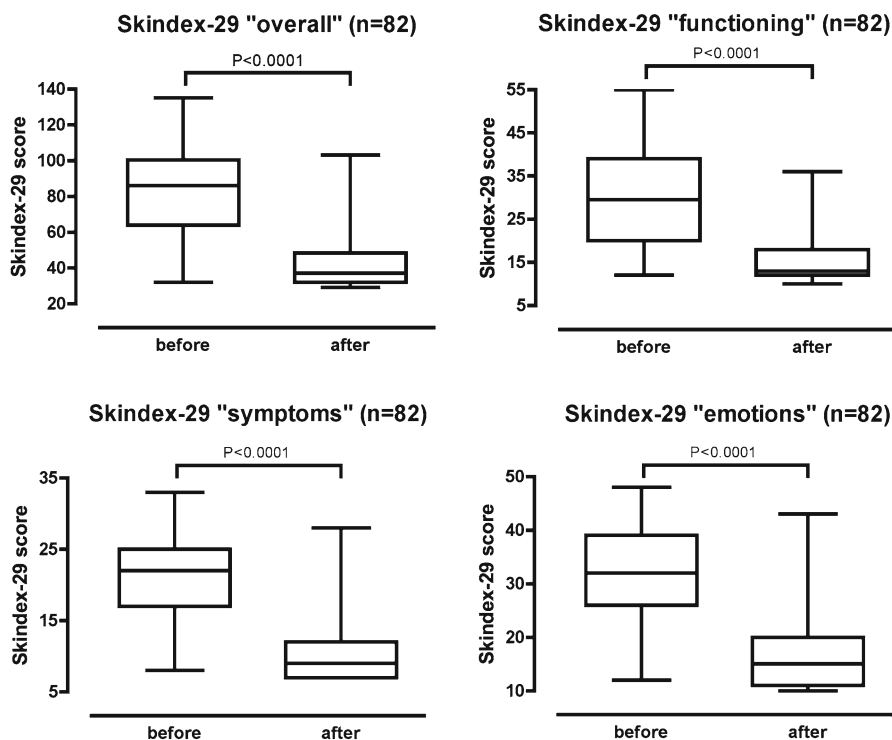 Skindex-29 "overall" (n=82)
P<0.0001
Skindex-29 score
140
120
100
80
60
40
20
before after
Skindex-29 "functioning" (n=82)
P<0.0001
Skindex-29 score
55
45
35
25
15
5
before after
Skindex-29 "symptoms" (n=82)
P<0.0001
Skindex-29 score
35
25
15
5
before after
Skindex-29 "emotions" (n=82)
P<0.0001
Skindex-29 score
50
40
30
20
10
before after